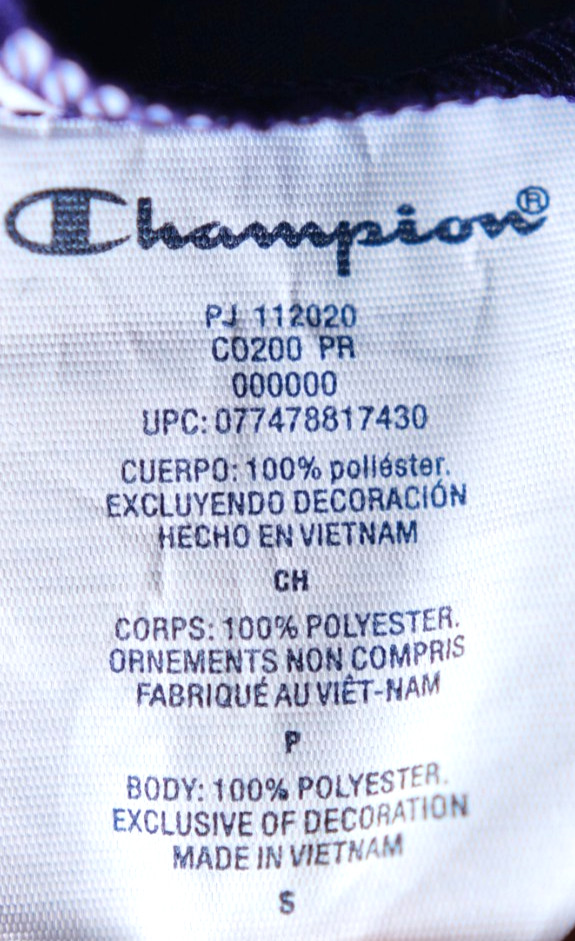 Champion®
PJ 112020
C0200 PR
000000
UPC: 077478817430
CUERPO: 100% poliéster.
EXCLUYENDO DECORACIÓN
HECHO EN VIETNAM
CH
CORPS: 100% POLYESTER.
ORNEMENTS NON COMPRIS
FABRIQUÉ AU VIÊT-NAM
P
BODY: 100% POLYESTER.
EXCLUSIVE OF DECORATION
MADE IN VIETNAM
S